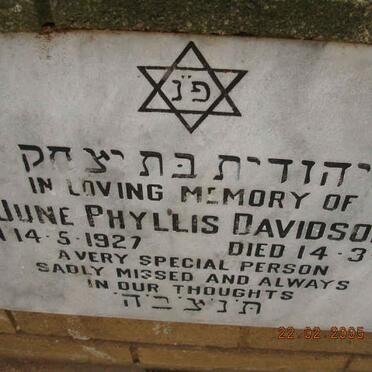 פ״נ
יהודית בת יצחק
IN LOVING MEMORY OF
JUNE PHYLLIS DAVIDSO
14·5·1927 DIED 14·3
A VERY SPECIAL PERSON
SADLY MISSED AND ALWAYS
IN OUR THOUGHTS
ת׳נ׳צ׳ב׳ה
22.02.2005